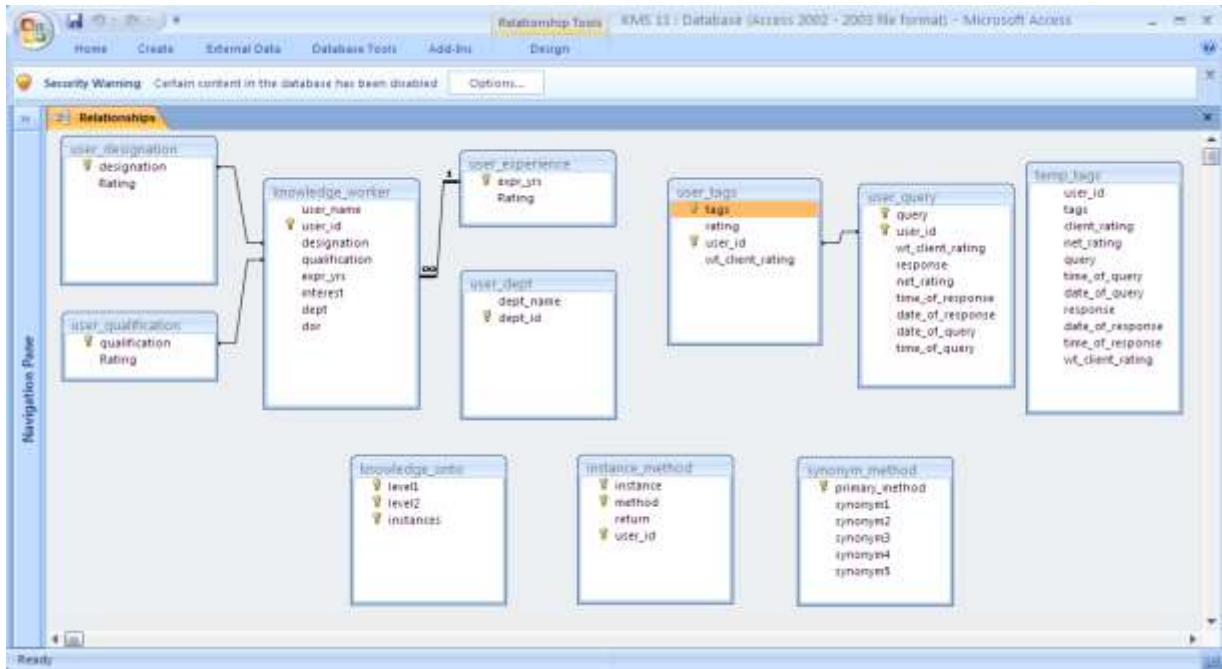 Relationship Tools KMS 11 : Database (Access 2002 - 2003 file format) - Microsoft Access
Home Create External Data Database Tools Add-Ins Design
Security Warning Certain content in the database has been disabled Options...
Relationships
Navigation Pane
user_designation
designation
Rating
user_qualification
qualification
Rating
knowledge_worker
user_name
user_id
designation
qualification
expr_yrs
interest
dept
dor
1
∞
user_experience
expr_yrs
Rating
user_dept
dept_name
dept_id
user_tags
tags
rating
user_id
wt_client_rating
user_query
query
user_id
wt_client_rating
response
net_rating
time_of_response
date_of_response
date_of_query
time_of_query
temp_tags
user_id
tags
client_rating
net_rating
query
time_of_query
date_of_query
response
date_of_response
time_of_response
wt_client_rating
knowledge_onto
level1
level2
instances
instance_method
instance
method
return
user_id
synonym_method
primary_method
synonym1
synonym2
synonym3
synonym4
synonym5
Ready